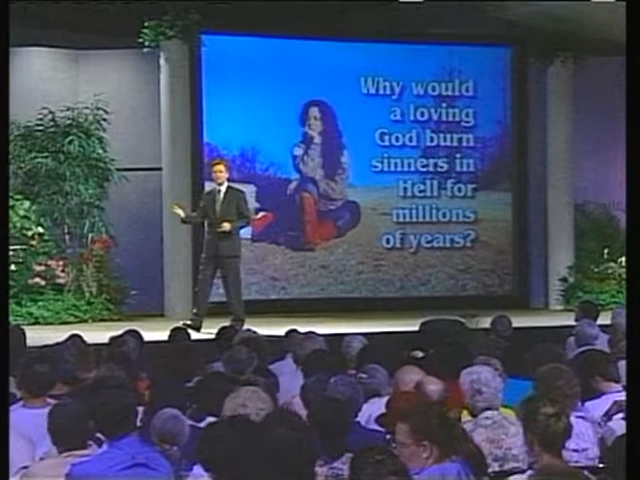 Why would
a loving
God burn
sinners in
Hell for
millions
of years?